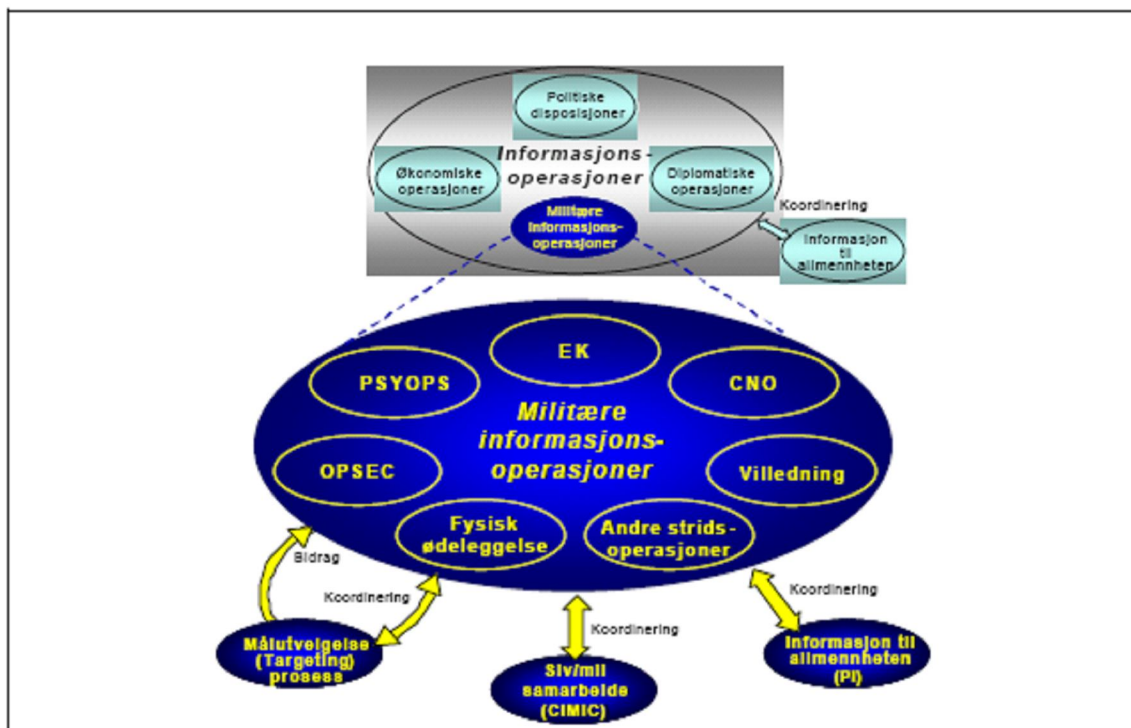 Politiske
disposisjoner
Informasjons-
operasjoner
Økonomiske
operasjoner
Diplomatiske
operasjoner
Militære
informasjons-
operasjoner
Koordinering
Informasjon
til
allmennheten
EK
PSYOPS
CNO
Militære
informasjons-
operasjoner
OPSEC
Villedning
Fysisk
ødeleggelse
Andre strids-
operasjoner
Bidrag
Koordinering
Koordinering
Koordinering
Målutvelgelse
(Targeting)
prosess
Siv/mil
samarbeide
(CIMIC)
Informasjon til
allmennheten
(PI)